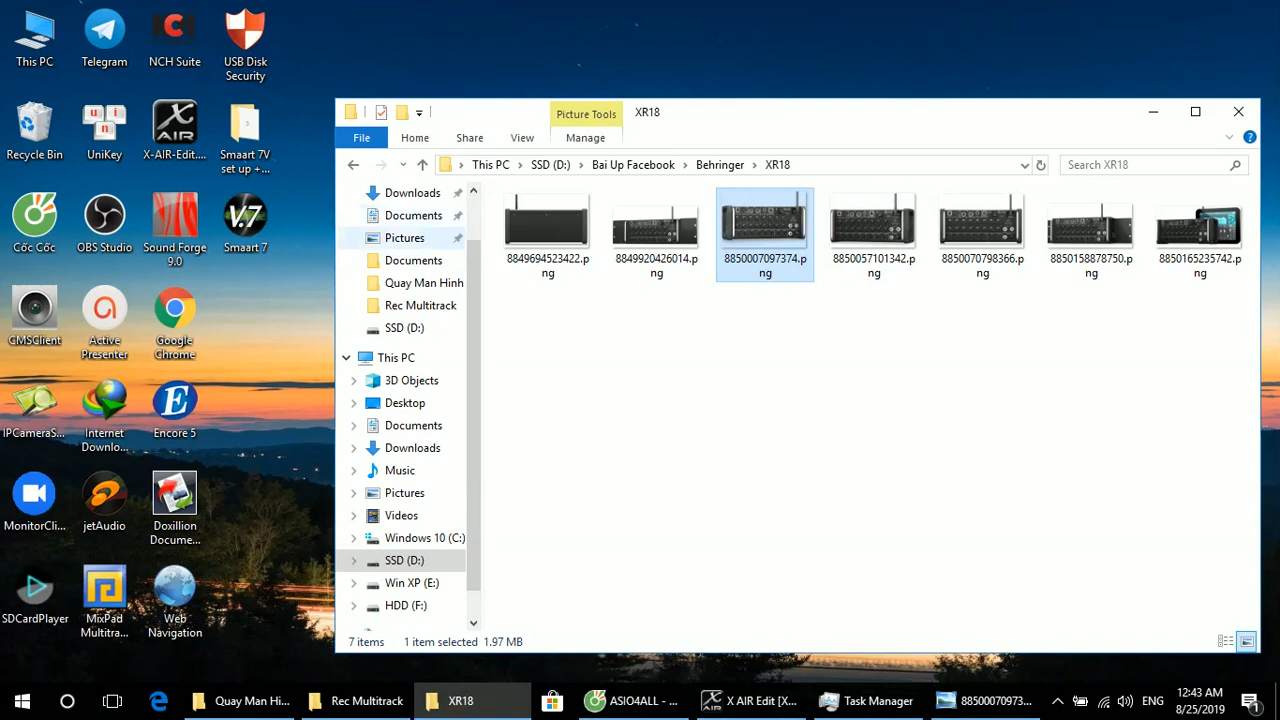 This PC
Telegram
NCH Suite
USB Disk
Security
Recycle Bin
UniKey
X-AIR-Edit....
Smaart 7V
set up +...
Cốc Cốc
OBS Studio
Sound Forge
9.0
Smaart 7
CMSClient
Active
Presenter
Google
Chrome
IPCameraS...
Internet
Downlo...
Encore 5
MonitorCli...
jetAudio
Doxillion
Docume...
SDCardPlayer
MixPad
Multitra...
Web
Navigation
Picture Tools
XR18
File
Home
Share
View
Manage
This PC
SSD (D:)
Bai Up Facebook
Behringer
XR18
Search XR18
Downloads
Documents
Pictures
Documents
Quay Man Hinh
Rec Multitrack
SSD (D:)
This PC
3D Objects
Desktop
Documents
Downloads
Music
Pictures
Videos
Windows 10 (C:)
SSD (D:)
Win XP (E:)
HDD (F:)
8849694523422.p
ng
8849920426014.p
ng
8850007097374.p
ng
8850057101342.p
ng
8850070798366.p
ng
8850158878750.p
ng
8850165235742.p
ng
7 items
1 item selected 1.97 MB
Quay Man Hi...
Rec Multitrack
XR18
ASIO4ALL - ...
X AIR Edit [X...
Task Manager
88500070973...
ENG
12:43 AM
8/25/2019